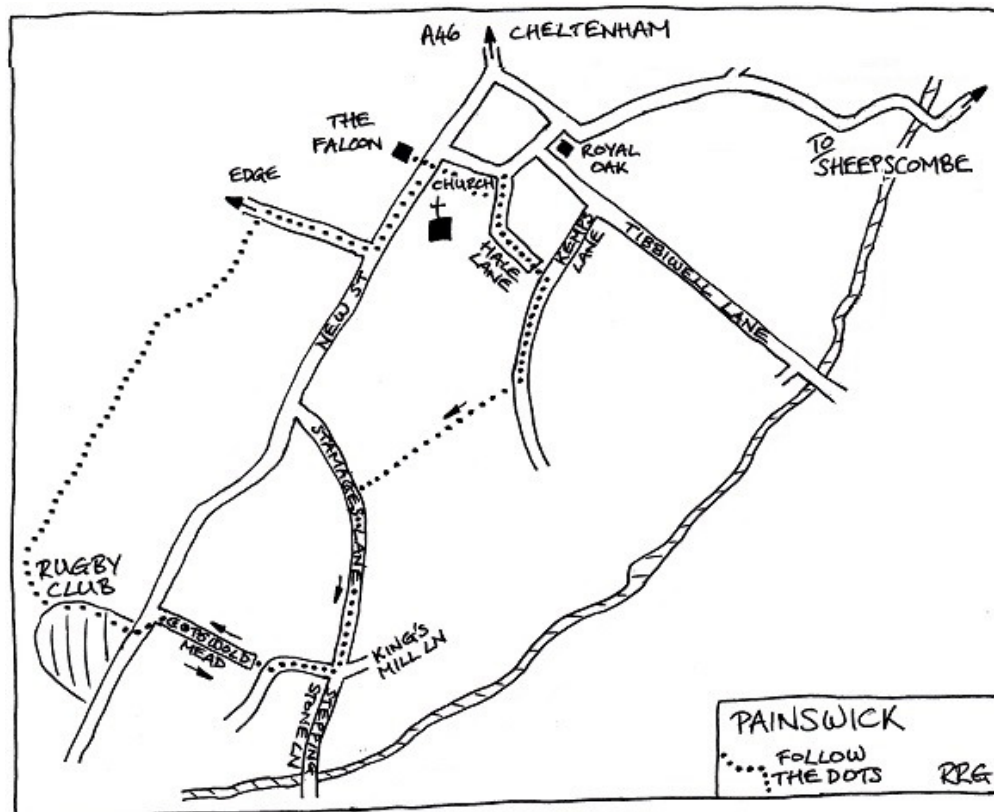 A46 CHELTENHAM
THE
FALCON
ROYAL
OAK
TO
SHEEPSCOMBE
EDGE
CHURCH
HALE
LANE
KEMPS
LANE
TIBBIWELL LANE
NEW ST
STAMAGES LANE
RUGBY
CLUB
MEAD
KING'S
MILL LN
STEPPING
STONE LN
PAINSWICK
FOLLOW
THE DOTS
RRG